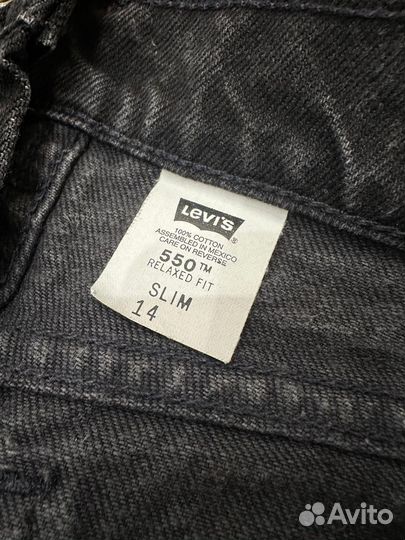 Levi's ®
100% COTTON
ASSEMBLED IN MEXICO
CARE ON REVERSE
550™
RELAXED FIT
SLIM
14
Avito